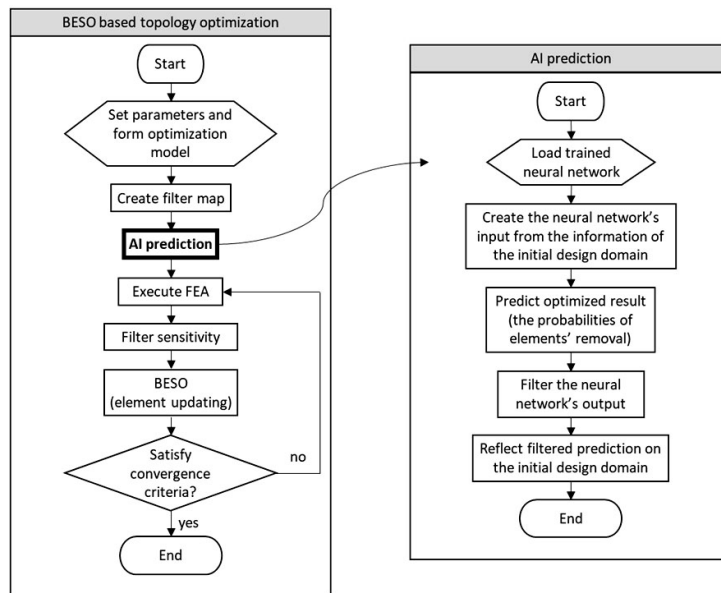 BESO based topology optimization
Start
Set parameters and
form optimization
model
Create filter map
AI prediction
Execute FEA
Filter sensitivity
BESO
(element updating)
Satisfy
convergence
criteria?
no
yes
End
AI prediction
Start
Load trained
neural network
Create the neural network's
input from the information of
the initial design domain
Predict optimized result
(the probabilities of
elements' removal)
Filter the neural
network's output
Reflect filtered prediction on
the initial design domain
End